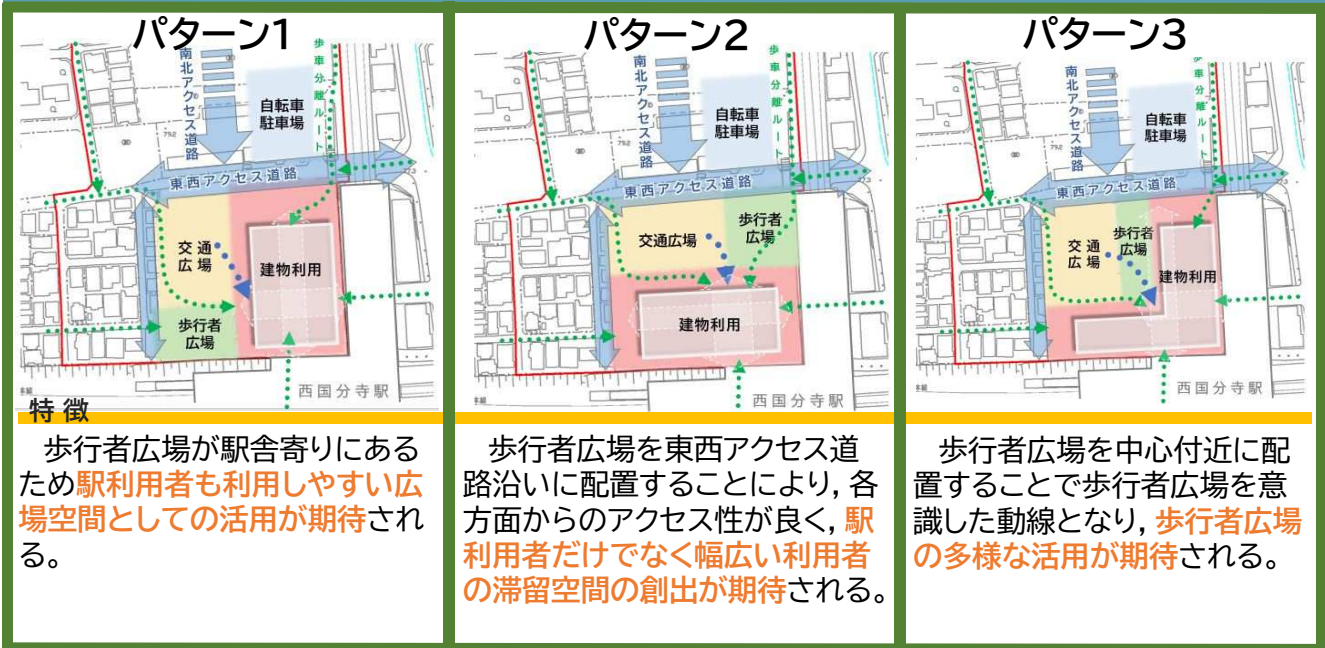 パターン1
南北アクセス道路
歩車分離ルート
自転車
駐車場
79.2
東西アクセス道路
交通
広場
建物利用
歩行者
広場
西国分寺駅
特徴
歩行者広場が駅舎寄りにある
ため駅利用者も利用しやすい広
場空間としての活用が期待され
る。
パターン2
南北アクセス道路
歩車分離ルート
自転車
駐車場
79.2
東西アクセス道路
交通広場
歩行者
広場
建物利用
西国分寺駅
歩行者広場を東西アクセス道
路沿いに配置することにより,各
方面からのアクセス性が良く,駅
利用者だけでなく幅広い利用者
の滞留空間の創出が期待される。
パターン3
南北アクセス道路
歩車分離ルート
自転車
駐車場
79.2
東西アクセス道路
交通
広場
歩行者
広場
建物利用
西国分寺駅
歩行者広場を中心付近に配
置することで歩行者広場を意
識した動線となり,歩行者広場
の多様な活用が期待される。